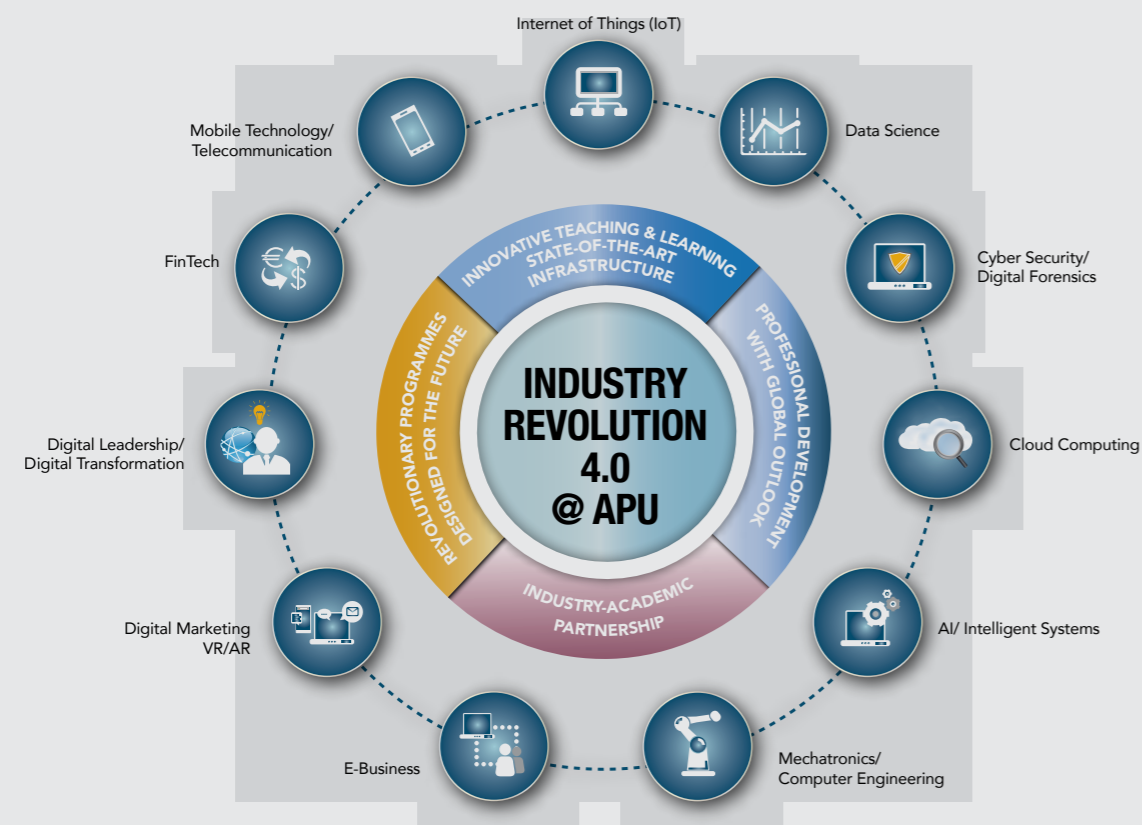 Internet of Things (IoT)
Data Science
Cyber Security/
Digital Forensics
Cloud Computing
AI/ Intelligent Systems
Mechatronics/
Computer Engineering
E-Business
Digital Marketing
VR/AR
Digital Leadership/
Digital Transformation
FinTech
Mobile Technology/
Telecommunication
INNOVATIVE TEACHING & LEARNING
STATE-OF-THE-ART
INFRASTRUCTURE
PROFESSIONAL DEVELOPMENT
WITH GLOBAL OUTLOOK
INDUSTRY-ACADEMIC
PARTNERSHIP
REVOLUTIONARY PROGRAMMES
DESIGNED FOR THE FUTURE
INDUSTRY
REVOLUTION
4.0
@ APU